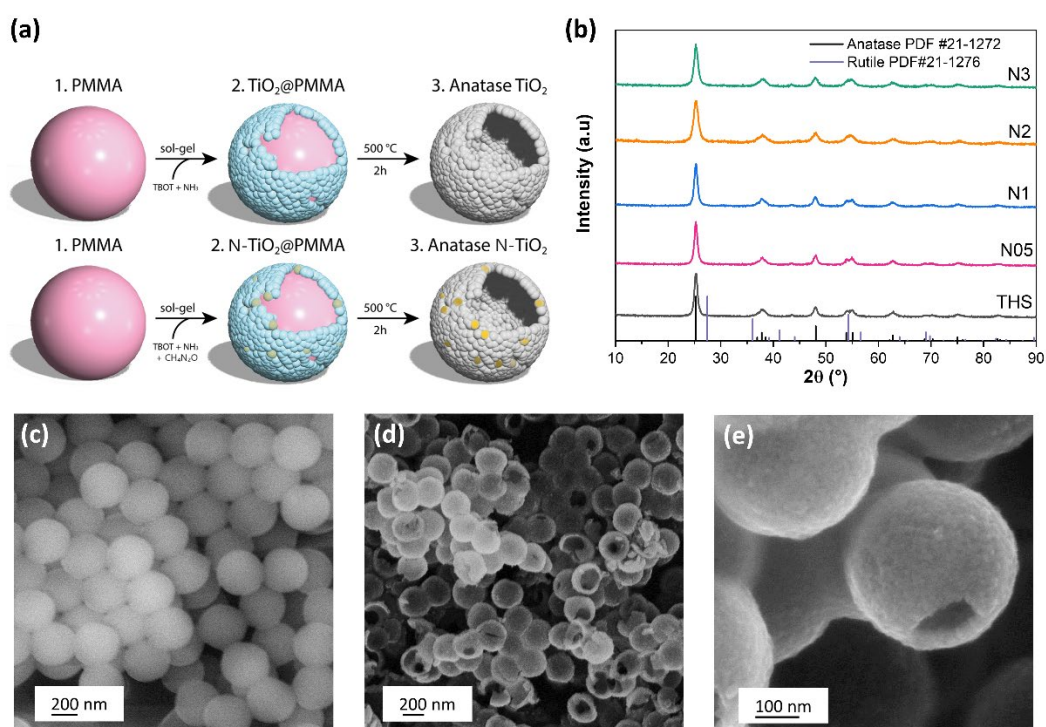 (a)
1. PMMA
2. TiO₂@PMMA
3. Anatase TiO₂
sol-gel
TBOT + NH₃
500 °C
2h
1. PMMA
2. N-TiO₂@PMMA
3. Anatase N-TiO₂
sol-gel
TBOT + NH₃
+ CH₄N₂O
500 °C
2h
(b)
Anatase PDF #21-1272
Rutile PDF#21-1276
N3
N2
N1
N05
THS
Intensity (a.u)
10 20 30 40 50 60 70 80 90
2θ (°)
(c)
200 nm
(d)
200 nm
(e)
100 nm